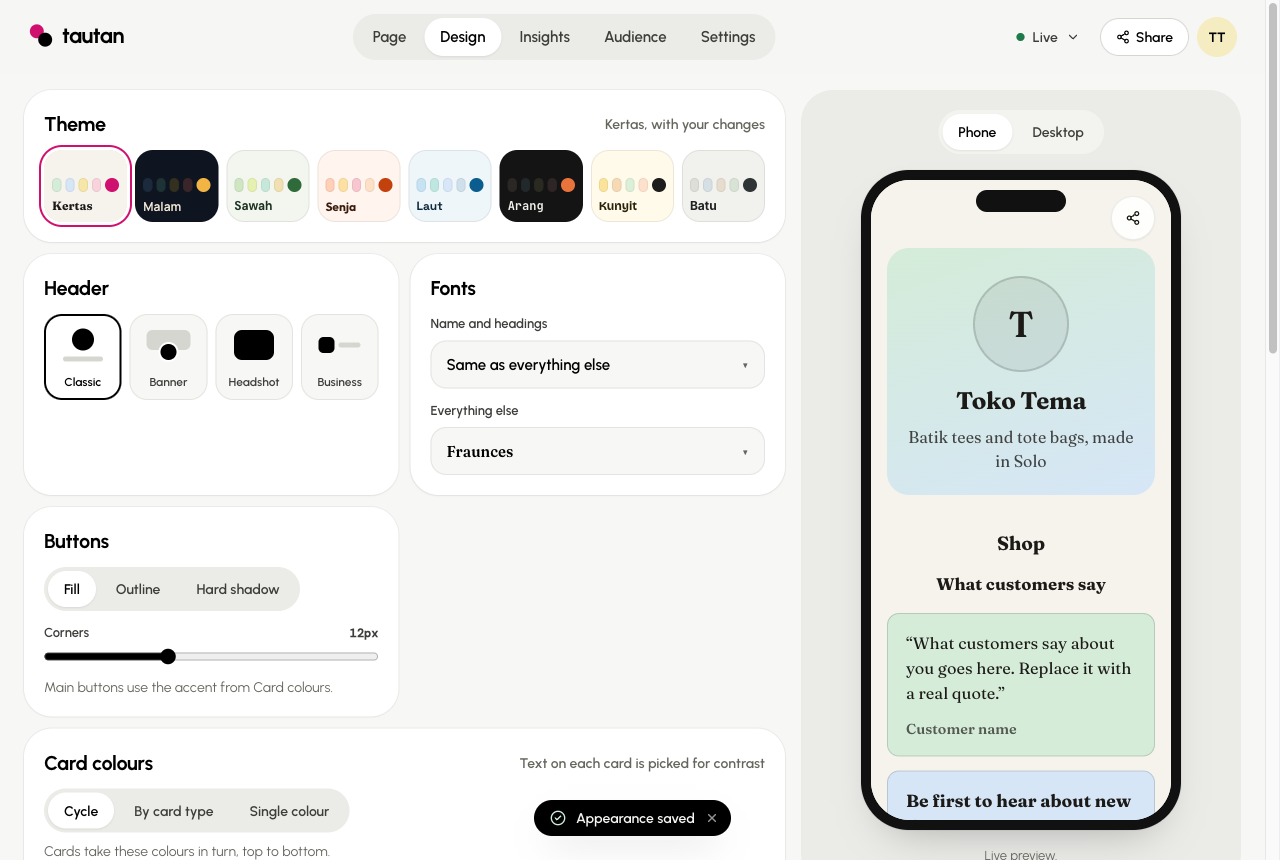 tautan
Page
Design
Insights
Audience
Settings
Live
Share
TT
Theme
Kertas, with your changes
Kertas
Malam
Sawah
Senja
Laut
Arang
Kunyit
Batu
Header
Classic
Banner
Headshot
Business
Fonts
Name and headings
Same as everything else
Everything else
Fraunces
Buttons
Fill
Outline
Hard shadow
Corners
12px
Main buttons use the accent from Card colours.
Card colours
Text on each card is picked for contrast
Cycle
By card type
Single colour
Cards take these colours in turn, top to bottom.
Appearance saved
Phone
Desktop
T
Toko Tema
Batik tees and tote bags, made
in Solo
Shop
What customers say
“What customers say about
you goes here. Replace it with
a real quote.”
Customer name
Be first to hear about new
Live preview.